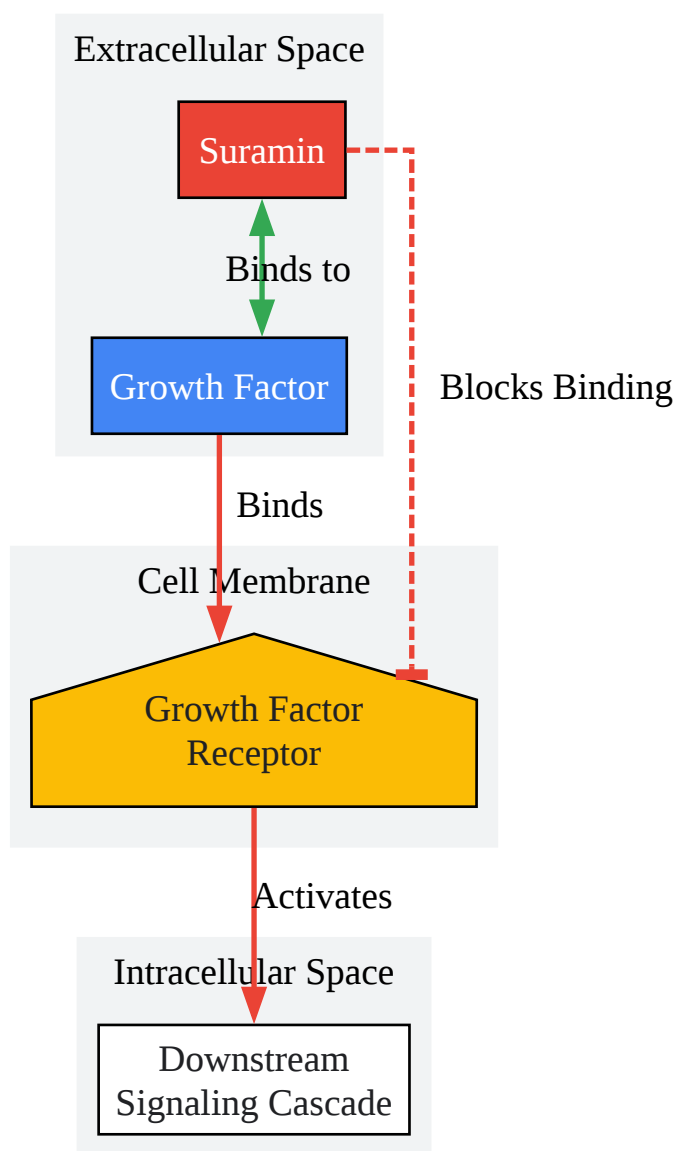 Extracellular Space
Suramin
Binds to
Growth Factor
Blocks Binding
Binds
Cell Membrane
Growth Factor
Receptor
Activates
Intracellular Space
Downstream
Signaling Cascade